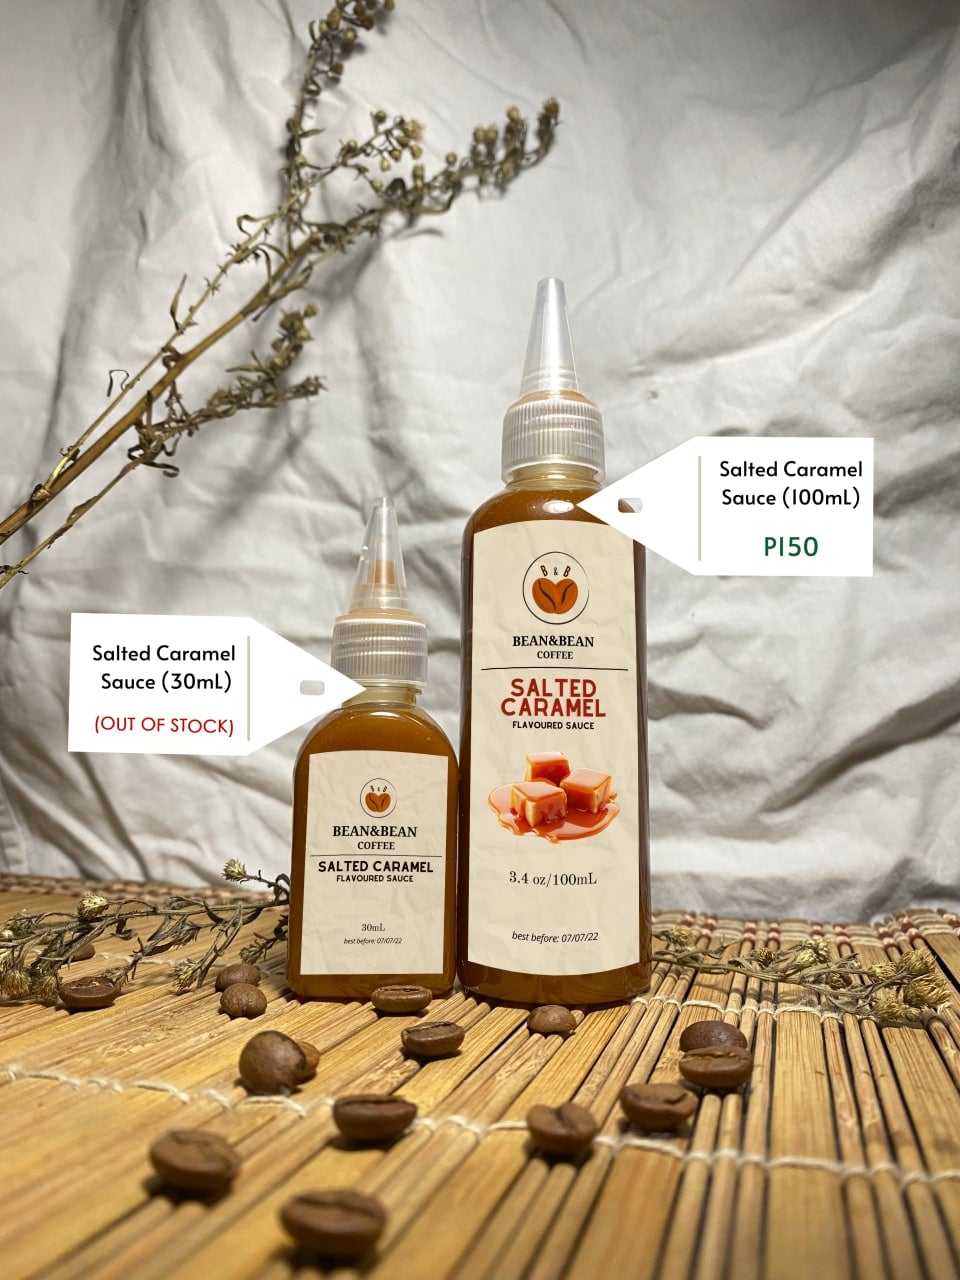 Salted Caramel
Sauce (100mL)
P150
Salted Caramel
Sauce (30mL)
(OUT OF STOCK)
B & B
BEAN&BEAN
COFFEE
SALTED
CARAMEL
FLAVOURED SAUCE
3.4 oz/100mL
best before: 07/07/22
B & B
BEAN&BEAN
COFFEE
SALTED CARAMEL
FLAVOURED SAUCE
30mL
best before: 07/07/22